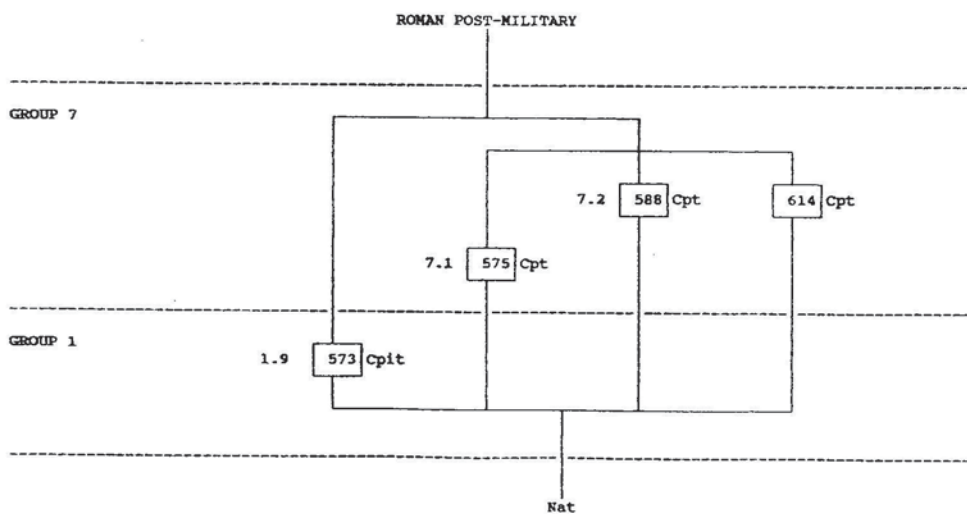 ROMAN POST-MILITARY
GROUP 7
7.2 588 Cpt 614 Cpt
7.1 575 Cpt
GROUP 1
1.9 573 Cpit
Nat